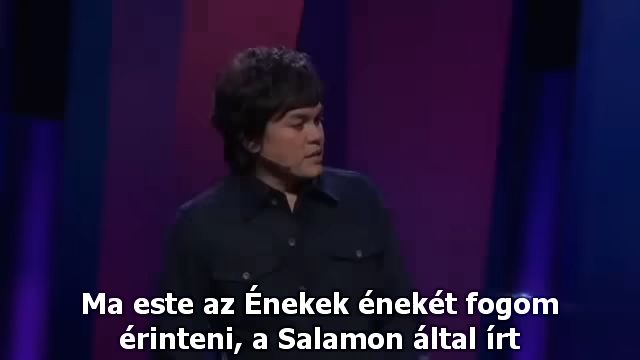 Ma este az Énekek énekét fogom
érinteni, a Salamon által írt